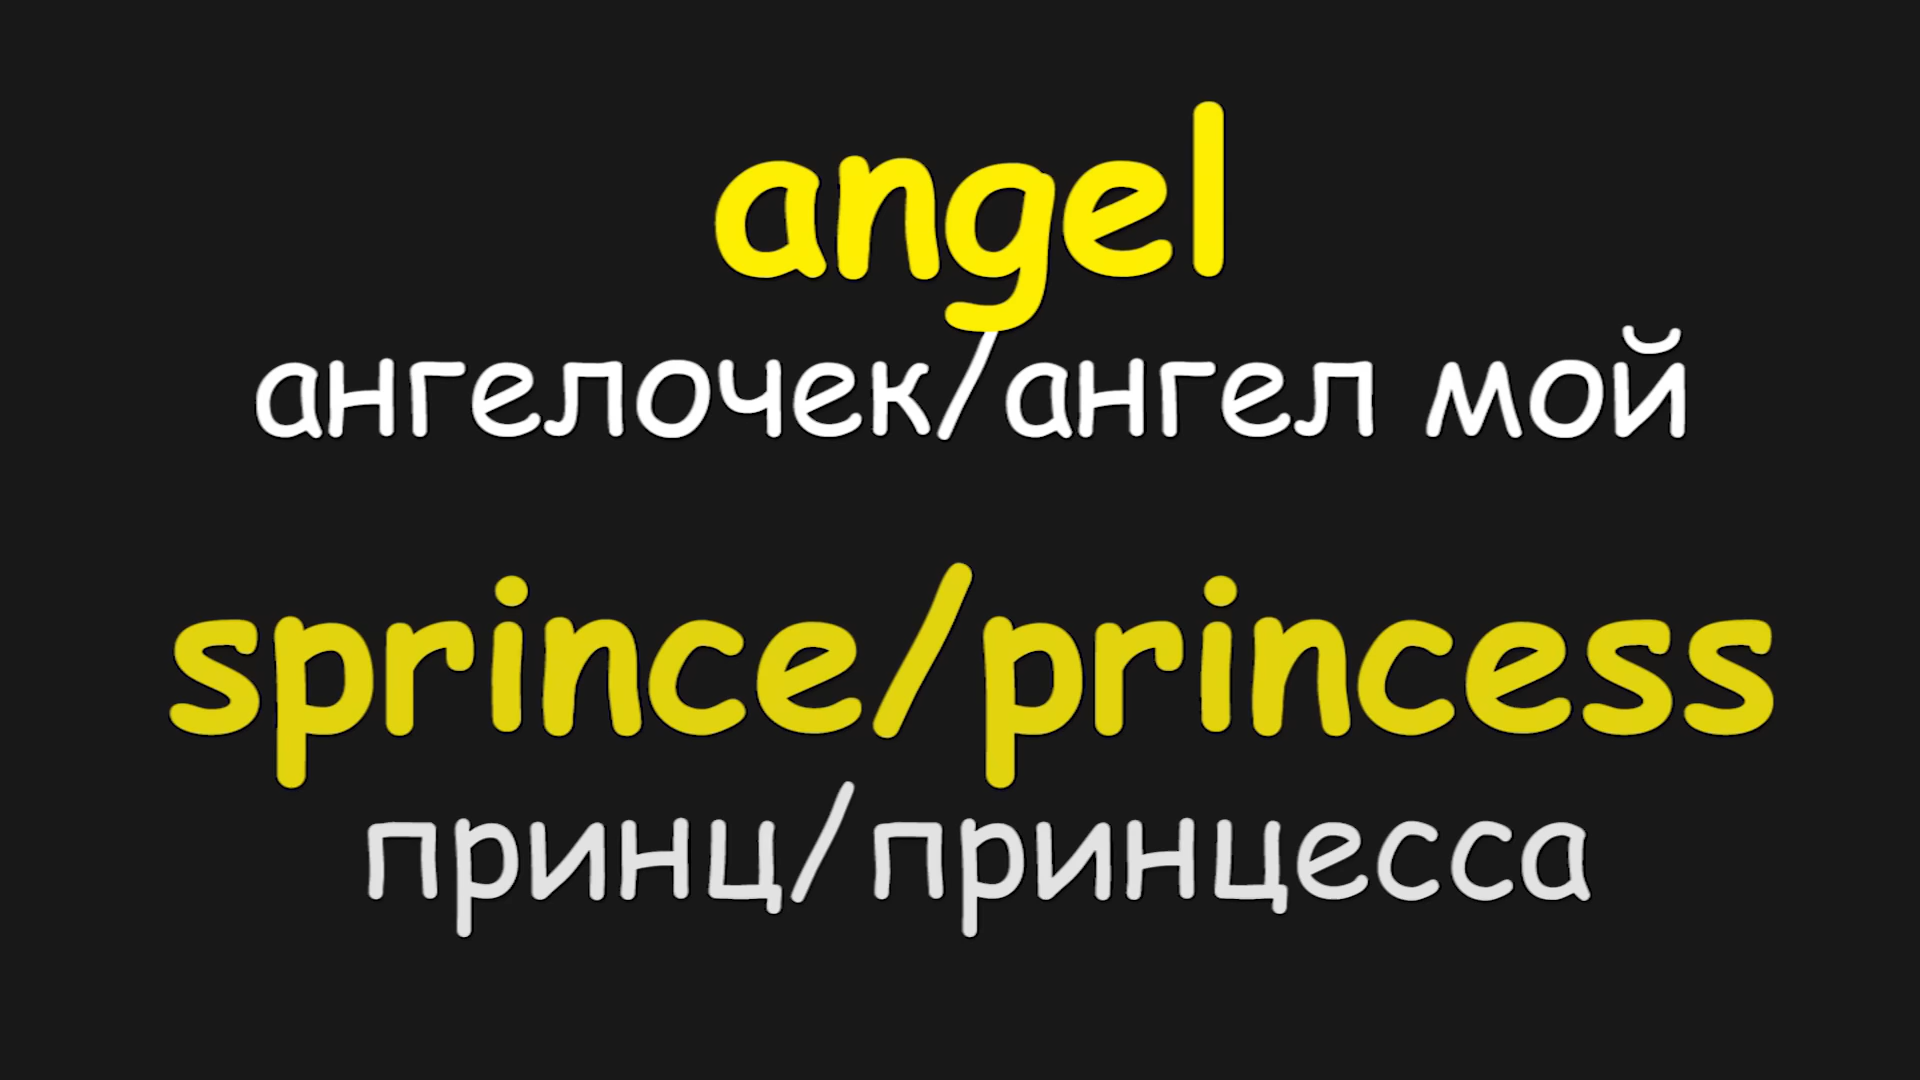 angel
ангелочек/ангел мой
sprince/princess
принц/принцесса